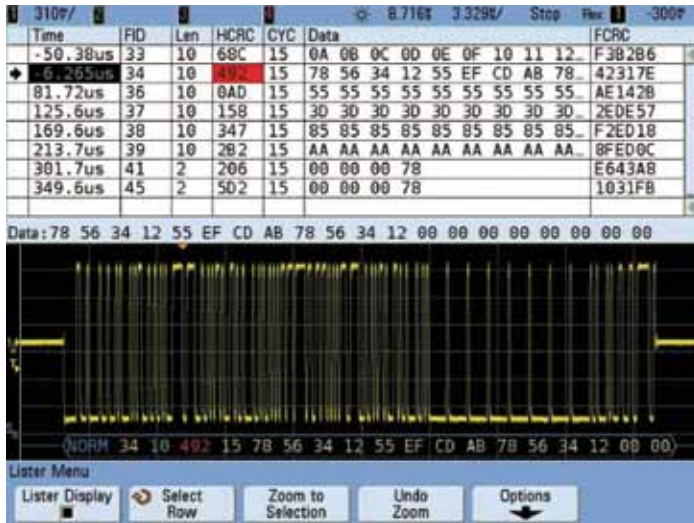 1 310▽/ 2 3 4 8.716% 3.329%/ Stop Flex 1 -300▽
Time FID Len HCRC CYC Data FCRC
-50.38us 33 10 68C 15 0A 0B 0C 0D 0E 0F 10 11 12… F3B2B6
-6.265us 34 10 492 15 78 56 34 12 55 EF CD AB 78… 42317E
81.72us 36 10 0AD 15 55 55 55 55 55 55 55 55 55… AE142B
125.6us 37 10 158 15 3D 3D 3D 3D 3D 3D 3D 3D 3D… 2EDE57
169.6us 38 10 347 15 85 85 85 85 85 85 85 85 85… F2ED18
213.7us 39 10 2B2 15 AA AA AA AA AA AA AA AA AA… 8FED0C
301.7us 41 2 206 15 00 00 00 78 E643A8
349.6us 45 2 5D2 15 00 00 00 78 1031FB
Data:78 56 34 12 55 EF CD AB 78 56 34 12 00 00 00 00 00 00 00 00
NORM 34 10 492 15 78 56 34 12 55 EF CD AB 78 56 34 12 00 00
Lister Menu
Lister Display Select Row Zoom to Selection Undo Zoom Options